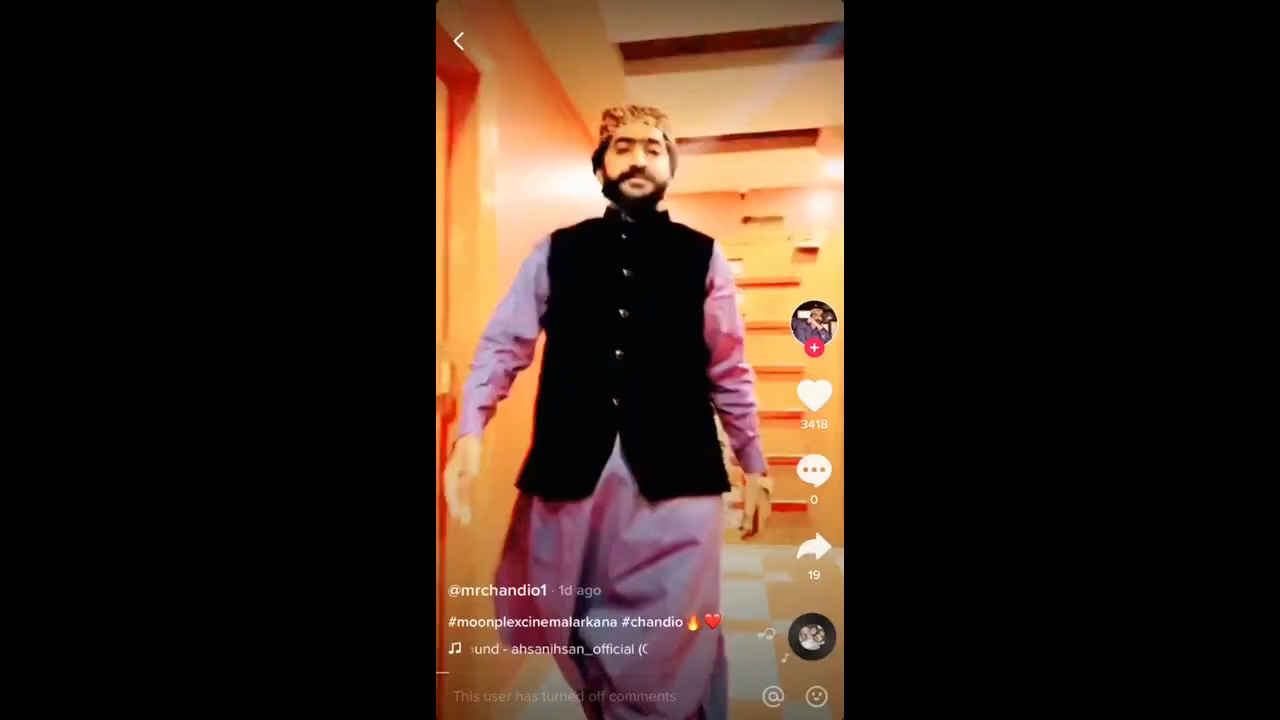 3418
0
19
@mrchandio1 · 1d ago
#moonplexcinemalarkana #chandio🔥❤️
und - ahsanihsan_official (
This user has turned off comments